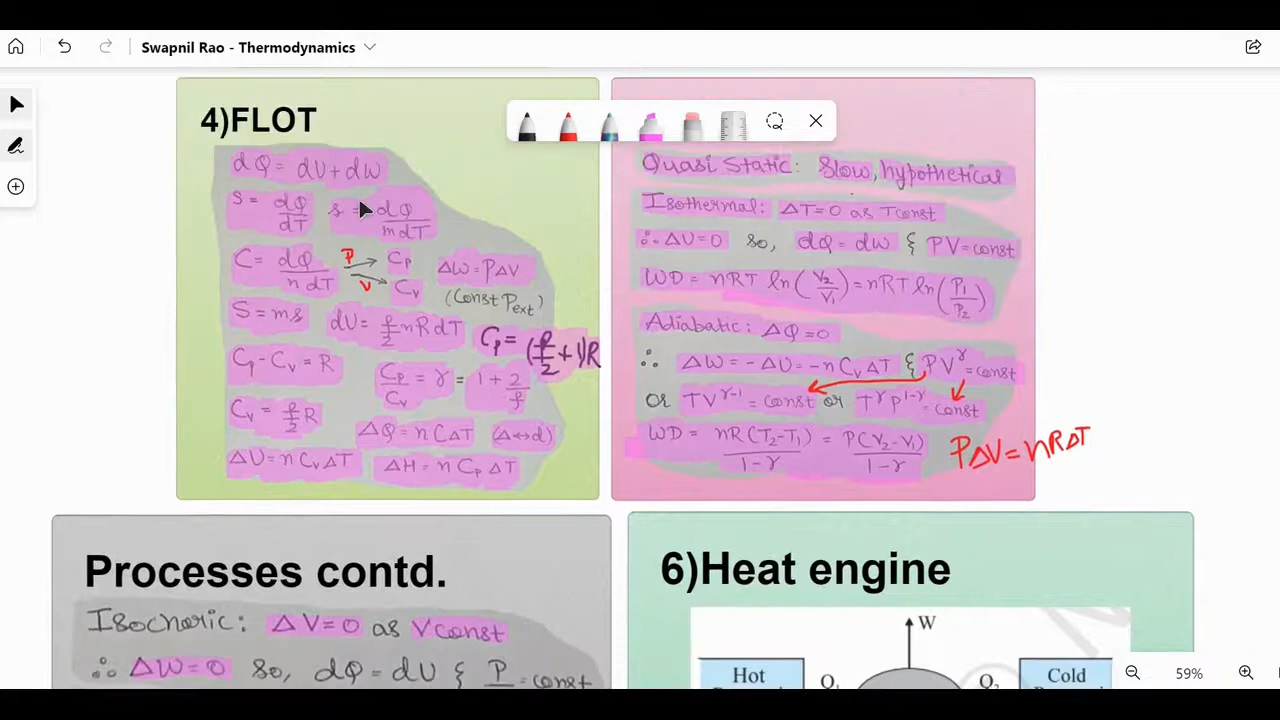 Swapnil Rao - Thermodynamics
4)FLOT
dQ = dU + dW
S = dQ/dT s = dQ/mdT
C = dQ/ndT P → Cp V → Cv ΔW = PΔV
(Const Pext)
S = ms dU = f/2 nRdT Cp = (f/2 + 1)R
Cp - Cv = R Cp/Cv = γ = 1 + 2/f
Cv = f/2 R ΔQ = nCΔT (Δ↔d)
ΔU = nCvΔT ΔH = nCpΔT
Quasi Static: Slow, hypothetical
Isothermal: ΔT=0 as Tconst
∴ ΔU=0 so, dQ = dW { PV=const
WD = nRT ln(V2/V1) = nRT ln(P1/P2)
Adiabatic: ΔQ=0
∴ ΔW = -ΔU = -nCvΔT { PV^γ = const
or TV^γ-1 = const or T^γ P^1-γ = const
WD = nR(T2-T1)/1-γ = P(V2-V1)/1-γ PΔV = nRΔT
Processes contd.
Isochoric: ΔV=0 as Vconst
∴ ΔW=0 so, dQ = dU { P = const
6)Heat engine
W
Hot Q1 Q2 Cold
59%